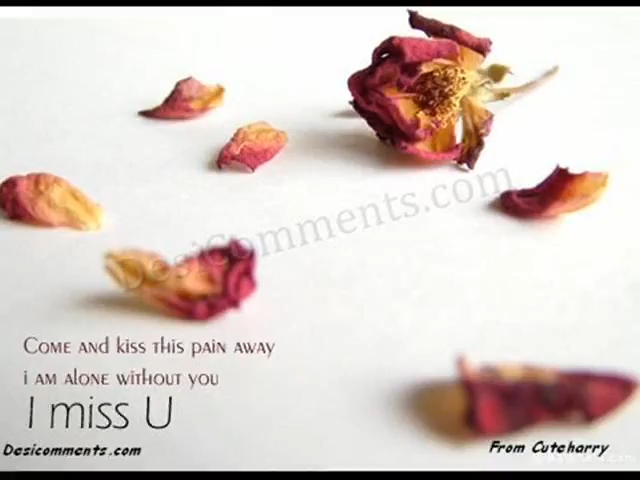 DesiComments.com
Come and kiss this pain away
i am alone without you
I miss U
Desicomments.com
From Cuteharry